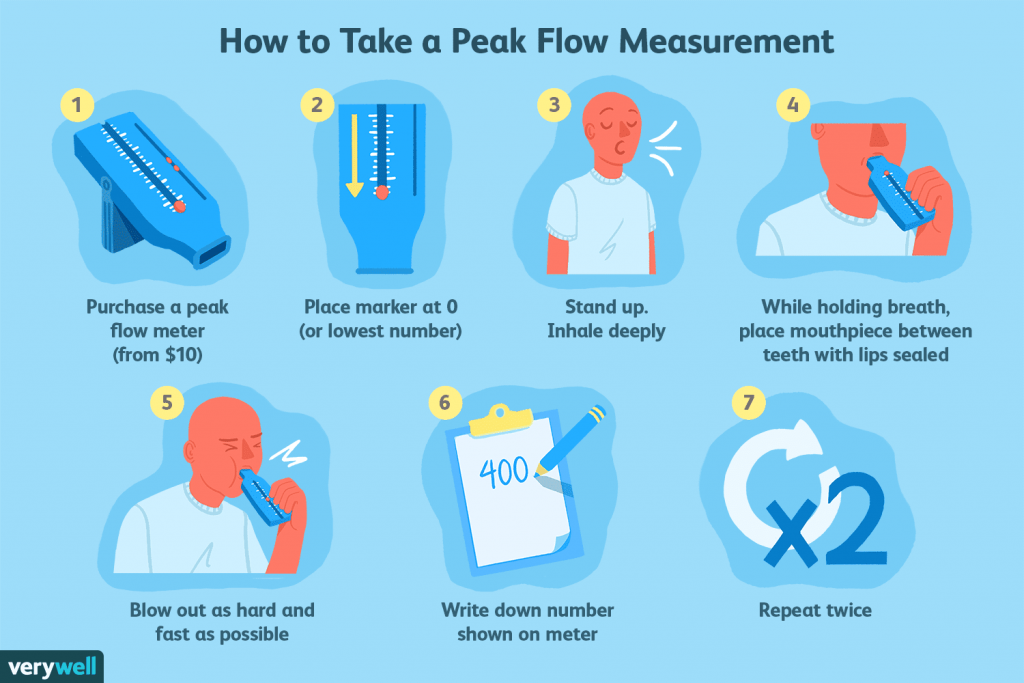 How to Take a Peak Flow Measurement
1
Purchase a peak
flow meter
(from $10)
2
Place marker at 0
(or lowest number)
3
Stand up.
Inhale deeply
4
While holding breath,
place mouthpiece between
teeth with lips sealed
5
Blow out as hard and
fast as possible
6
400
Write down number
shown on meter
7
x2
Repeat twice
verywell